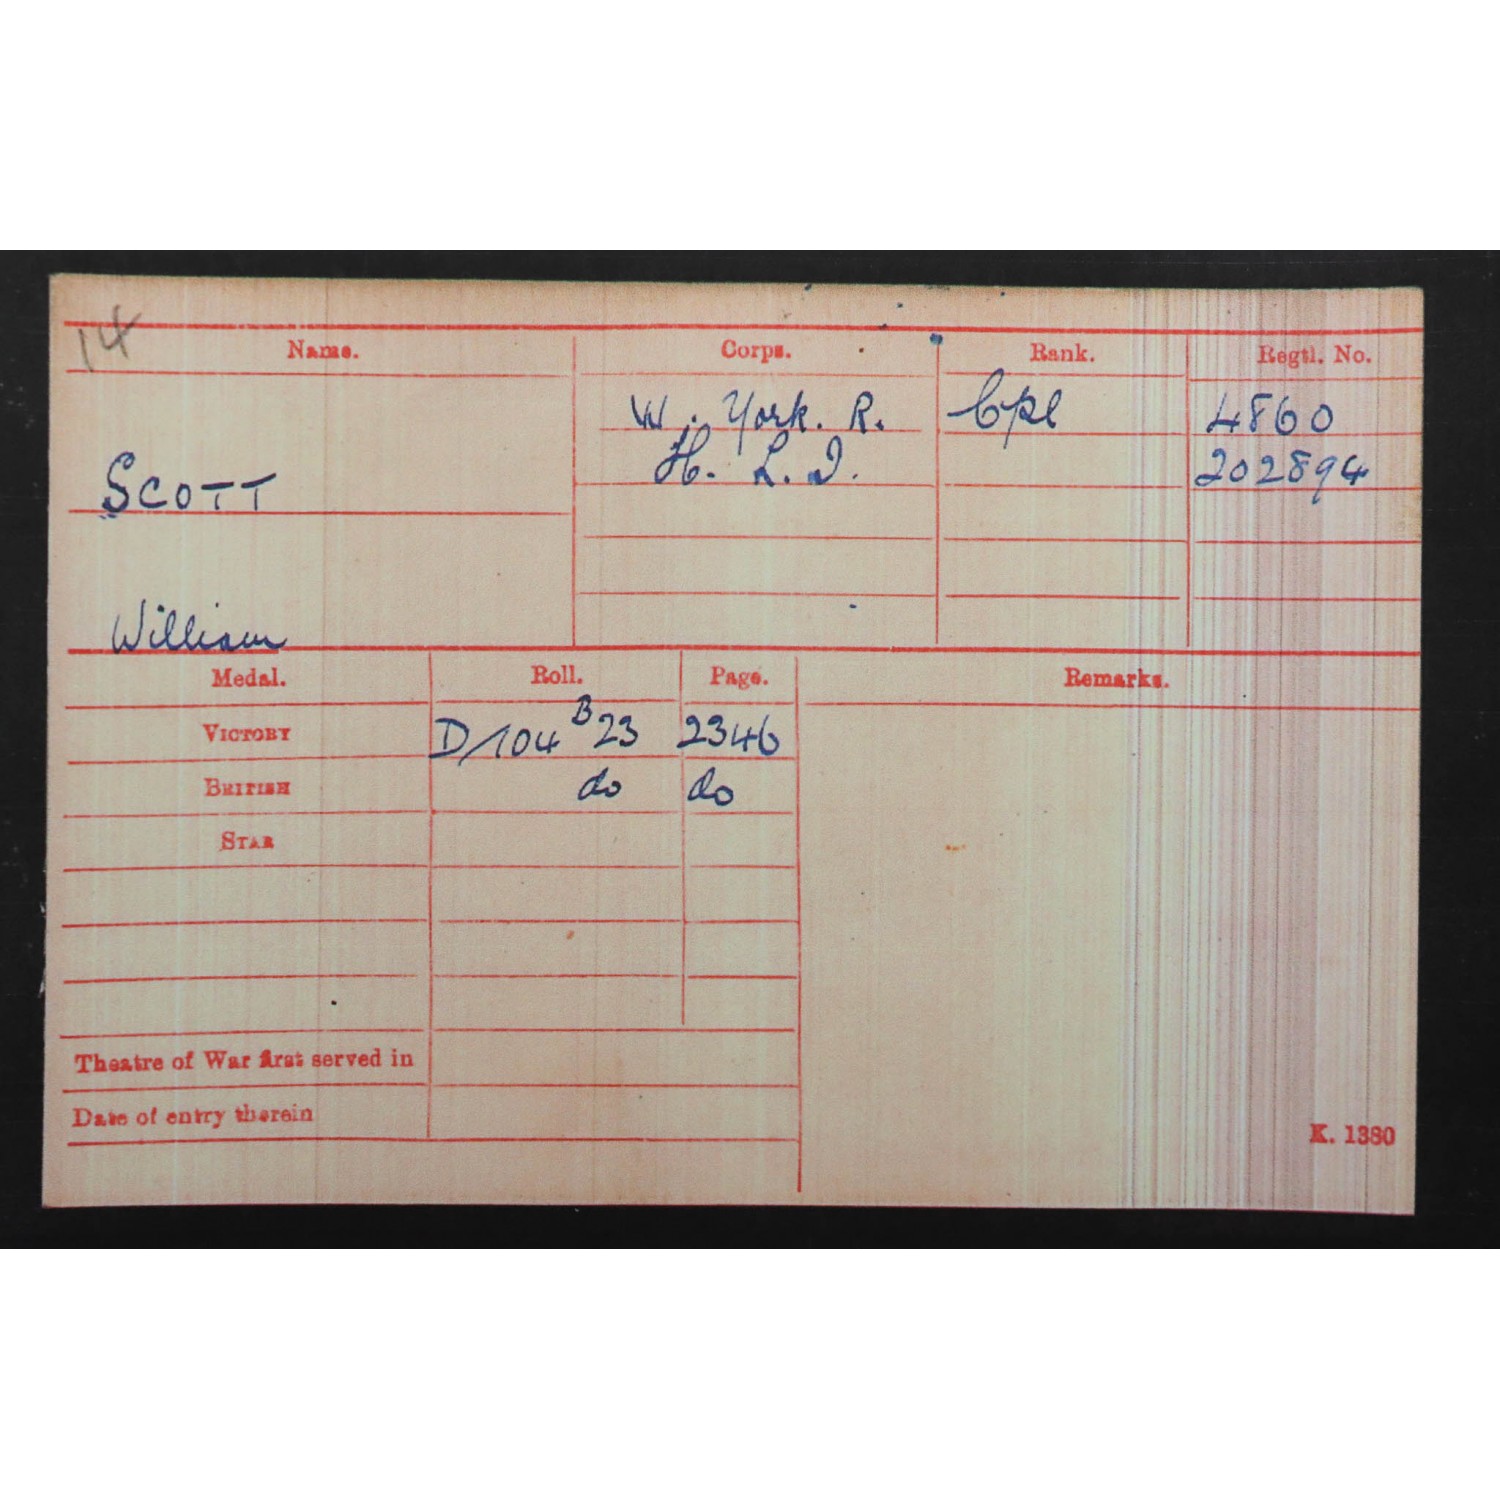 14
Name. Corps. Rank. Regtl. No.
W. York. R. Cpl 4860
H. L. I. 202894
SCOTT
William
Medal. Roll. Page. Remarks.
VICTORY D/104 B23 2346
BRITISH do do
STAR
Theatre of War first served in
Date of entry therein
K. 1380